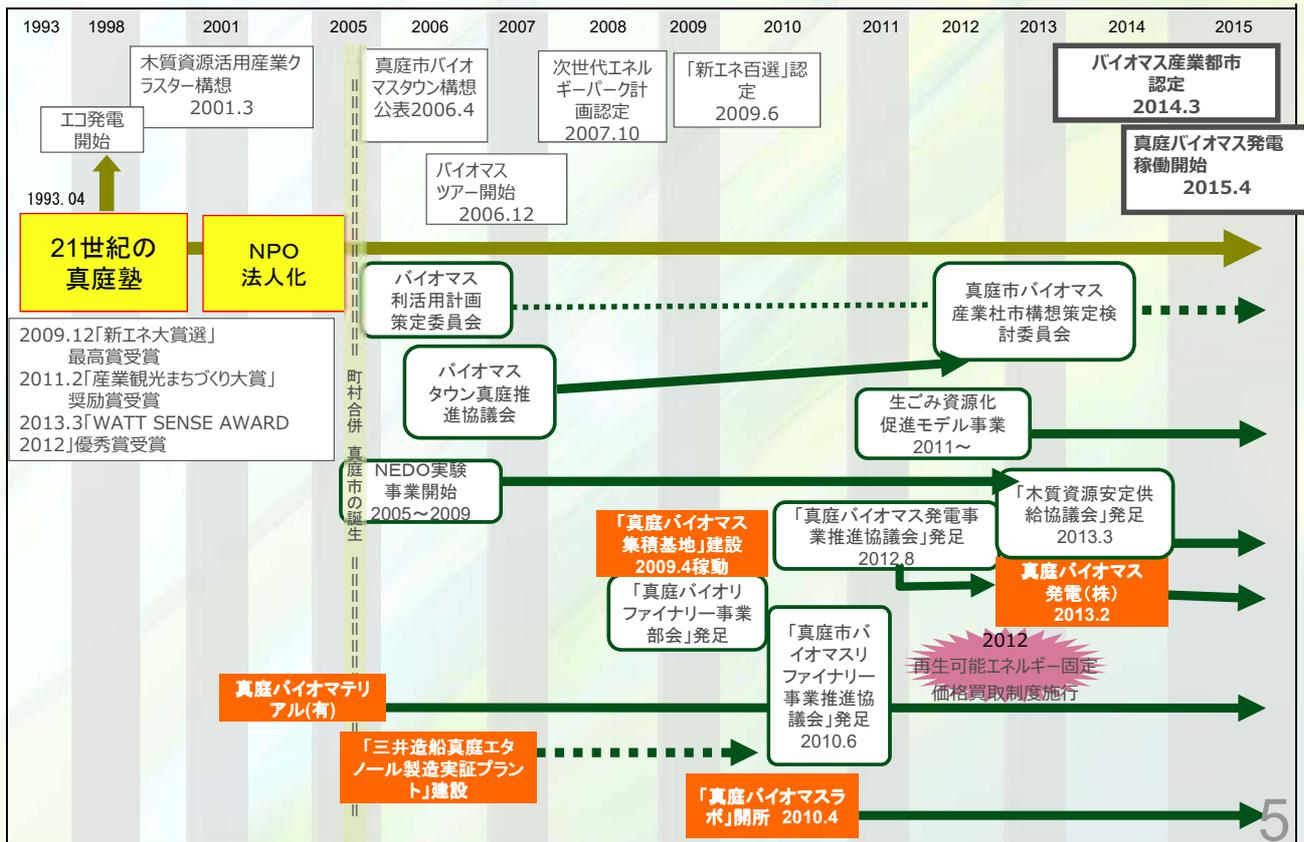 1993
1998
2001
2005
2006
2007
2008
2009
2010
2011
2012
2013
2014
2015
木質資源活用産業ク
ラスター構想
2001.3
真庭市バイオ
マスタウン構想
公表2006.4
次世代エネル
ギーパーク計
画認定
2007.10
「新エネ百選」認
定
2009.6
バイオマス産業都市
認定
2014.3
エコ発電
開始
バイオマス
ツアー開始
2006.12
真庭バイオマス発電
稼働開始
2015.4
1993.04
21世紀の
真庭塾
NPO
法人化
バイオマス
利活用計画
策定委員会
真庭市バイオマス
産業杜市構想策定検
討委員会
2009.12「新エネ大賞選」
最高賞受賞
2011.2「産業観光まちづくり大賞」
奨励賞受賞
2013.3「WATT SENSE AWARD
2012」優秀賞受賞
町村合併 真庭市の誕生
バイオマス
タウン真庭推
進協議会
生ごみ資源化
促進モデル事業
2011～
NEDO実験
事業開始
2005～2009
「真庭バイオマス
集積基地」建設
2009.4稼動
「真庭バイオマス発電事
業推進協議会」発足
2012.8
「木質資源安定供
給協議会」発足
2013.3
真庭バイオマス
発電(株)
2013.2
「真庭バイオリ
ファイナリー事業
部会」発足
「真庭市バ
イオマスリ
ファイナリー
事業推進協
議会」発足
2010.6
2012
再生可能エネルギー固定
価格買取制度施行
真庭バイオマテリ
アル(有)
「三井造船真庭エタ
ノール製造実証プラン
ト」建設
「真庭バイオマスラ
ボ」開所 2010.4
5